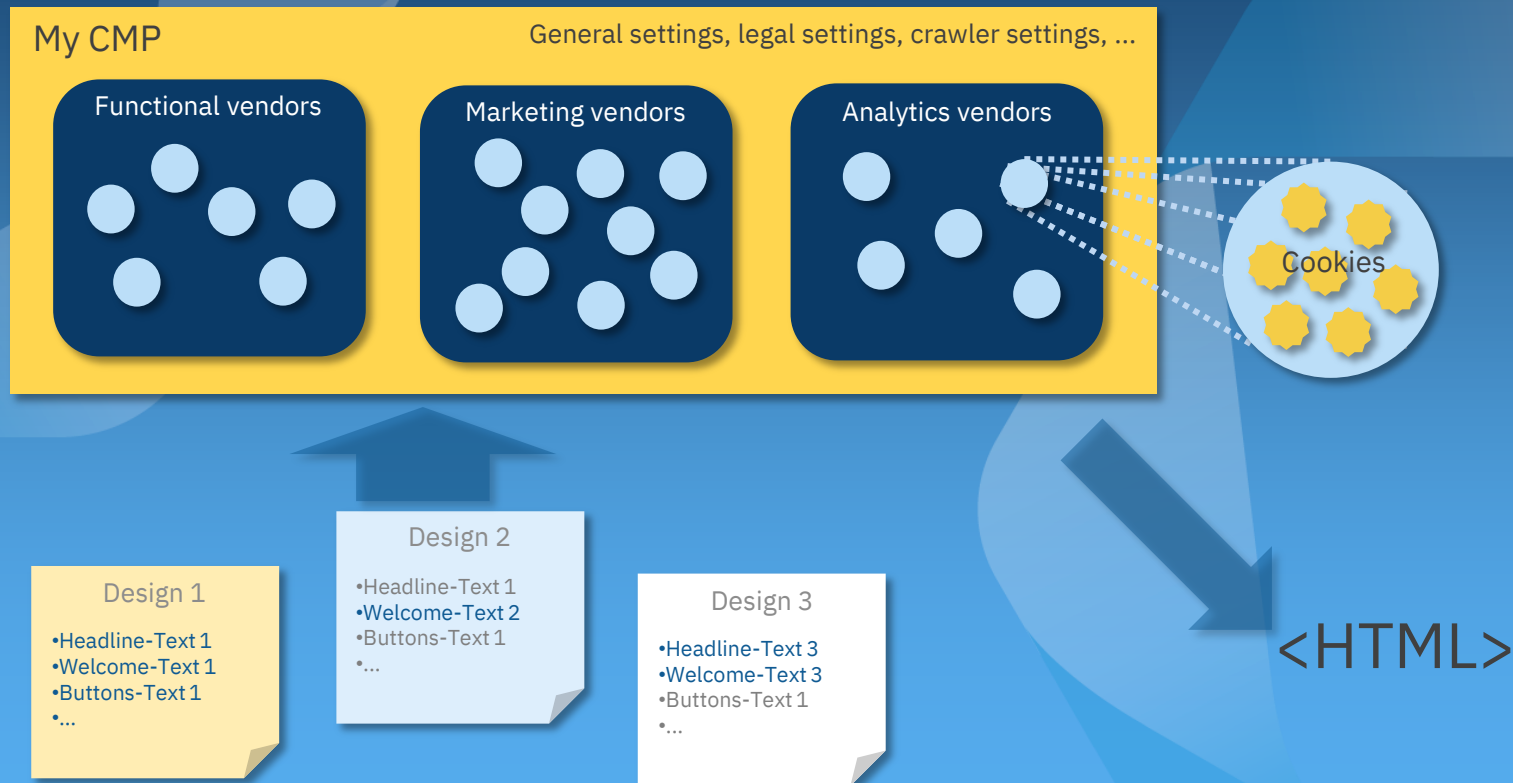 My CMP
General settings, legal settings, crawler settings, ...
Functional vendors
Marketing vendors
Analytics vendors
Cookies
Design 1
•Headline-Text 1
•Welcome-Text 1
•Buttons-Text 1
•...
Design 2
•Headline-Text 1
•Welcome-Text 2
•Buttons-Text 1
•...
Design 3
•Headline-Text 3
•Welcome-Text 3
•Buttons-Text 1
•...
<HTML>